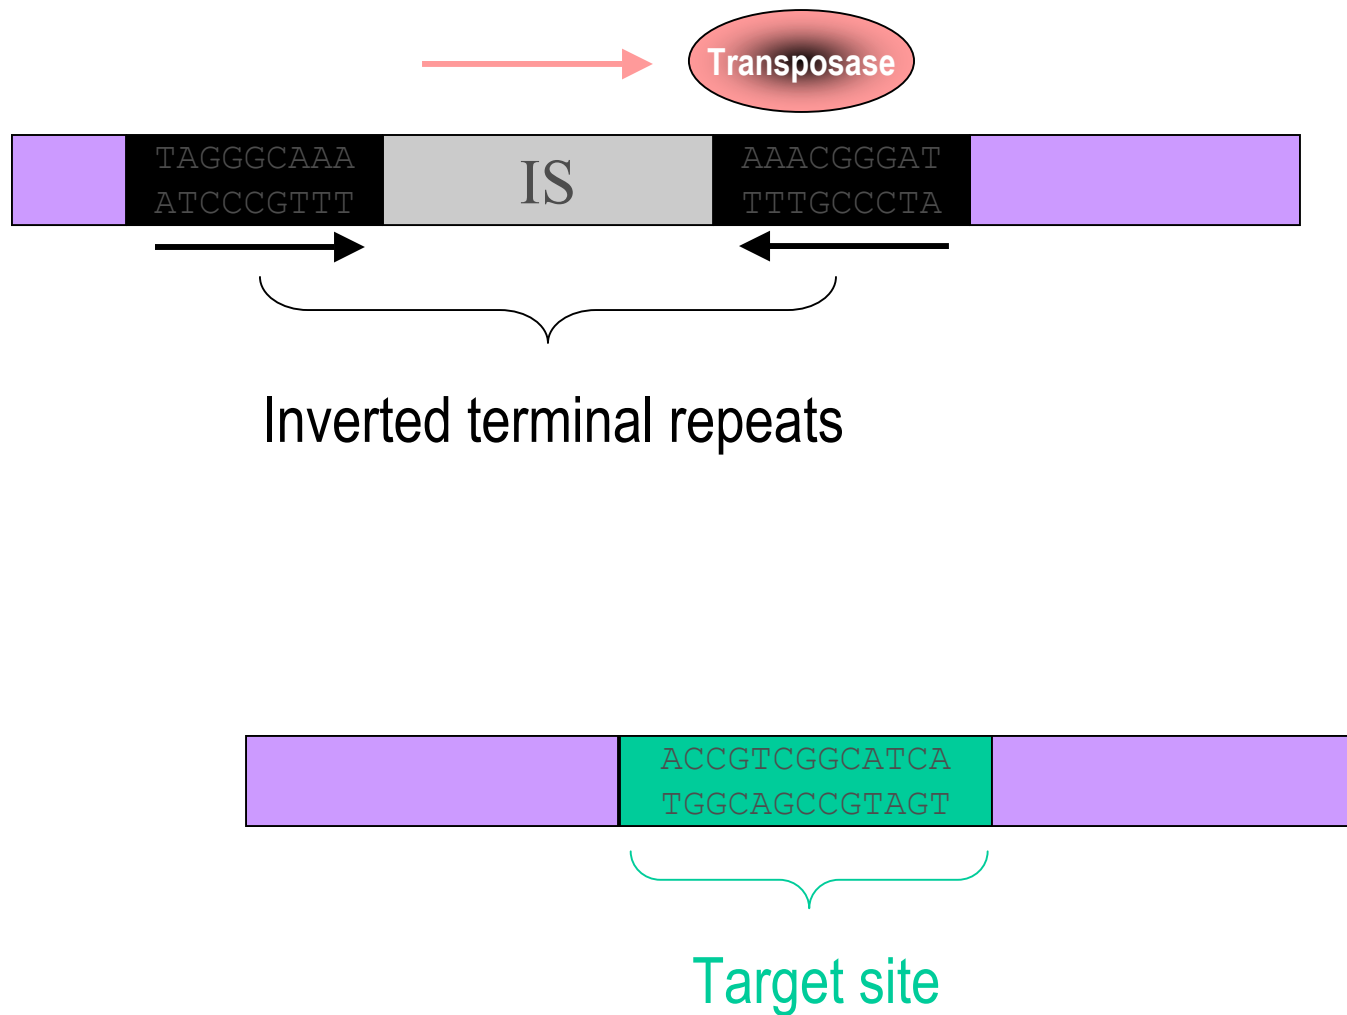 Transposase
TAGGGCAAA
ATCCCGTTT
IS
AAACGGGAT
TTTGCCCTA
Inverted terminal repeats
ACCGTCGGCATCA
TGGCAGCCGTAGT
Target site